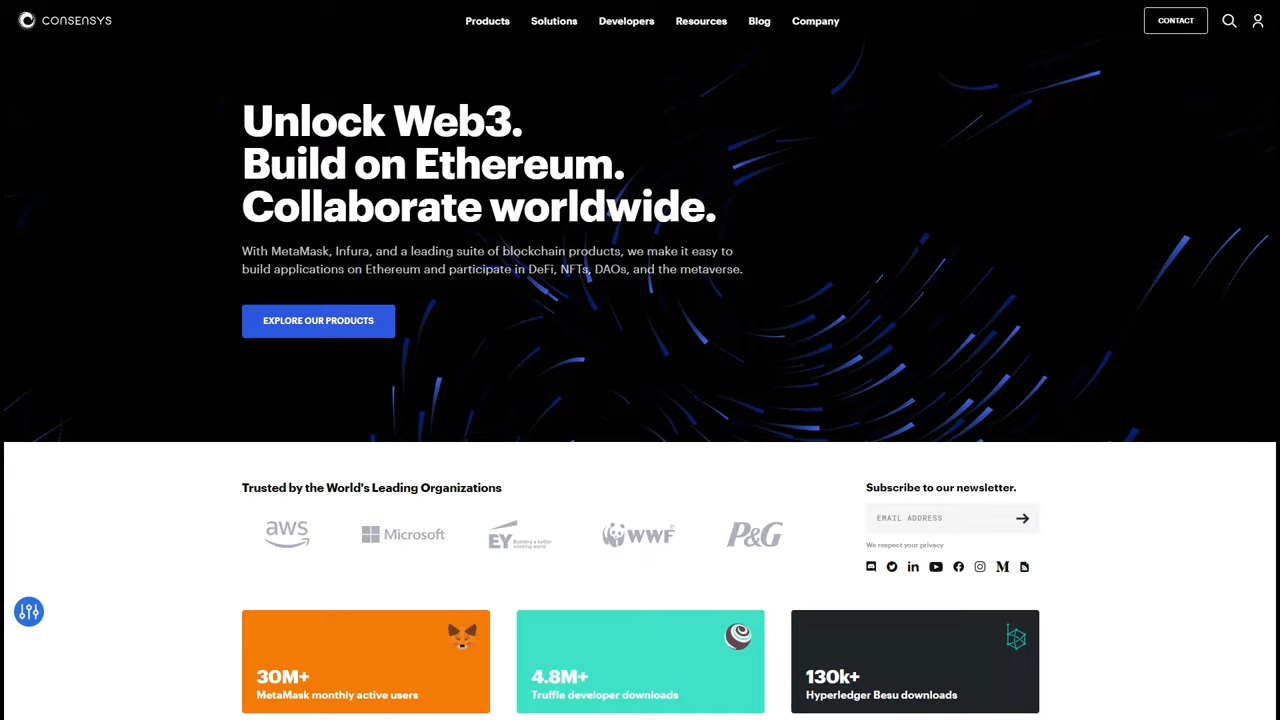 CONSENSYS
Products Solutions Developers Resources Blog Company
CONTACT
Unlock Web3.
Build on Ethereum.
Collaborate worldwide.
With MetaMask, Infura, and a leading suite of blockchain products, we make it easy to
build applications on Ethereum and participate in DeFi, NFTs, DAOs, and the metaverse.
EXPLORE OUR PRODUCTS
Trusted by the World's Leading Organizations
aws
Microsoft
EY Building a better
working world
WWF
P&G
Subscribe to our newsletter.
EMAIL ADDRESS
We respect your privacy
30M+
MetaMask monthly active users
4.8M+
Truffle developer downloads
130k+
Hyperledger Besu downloads